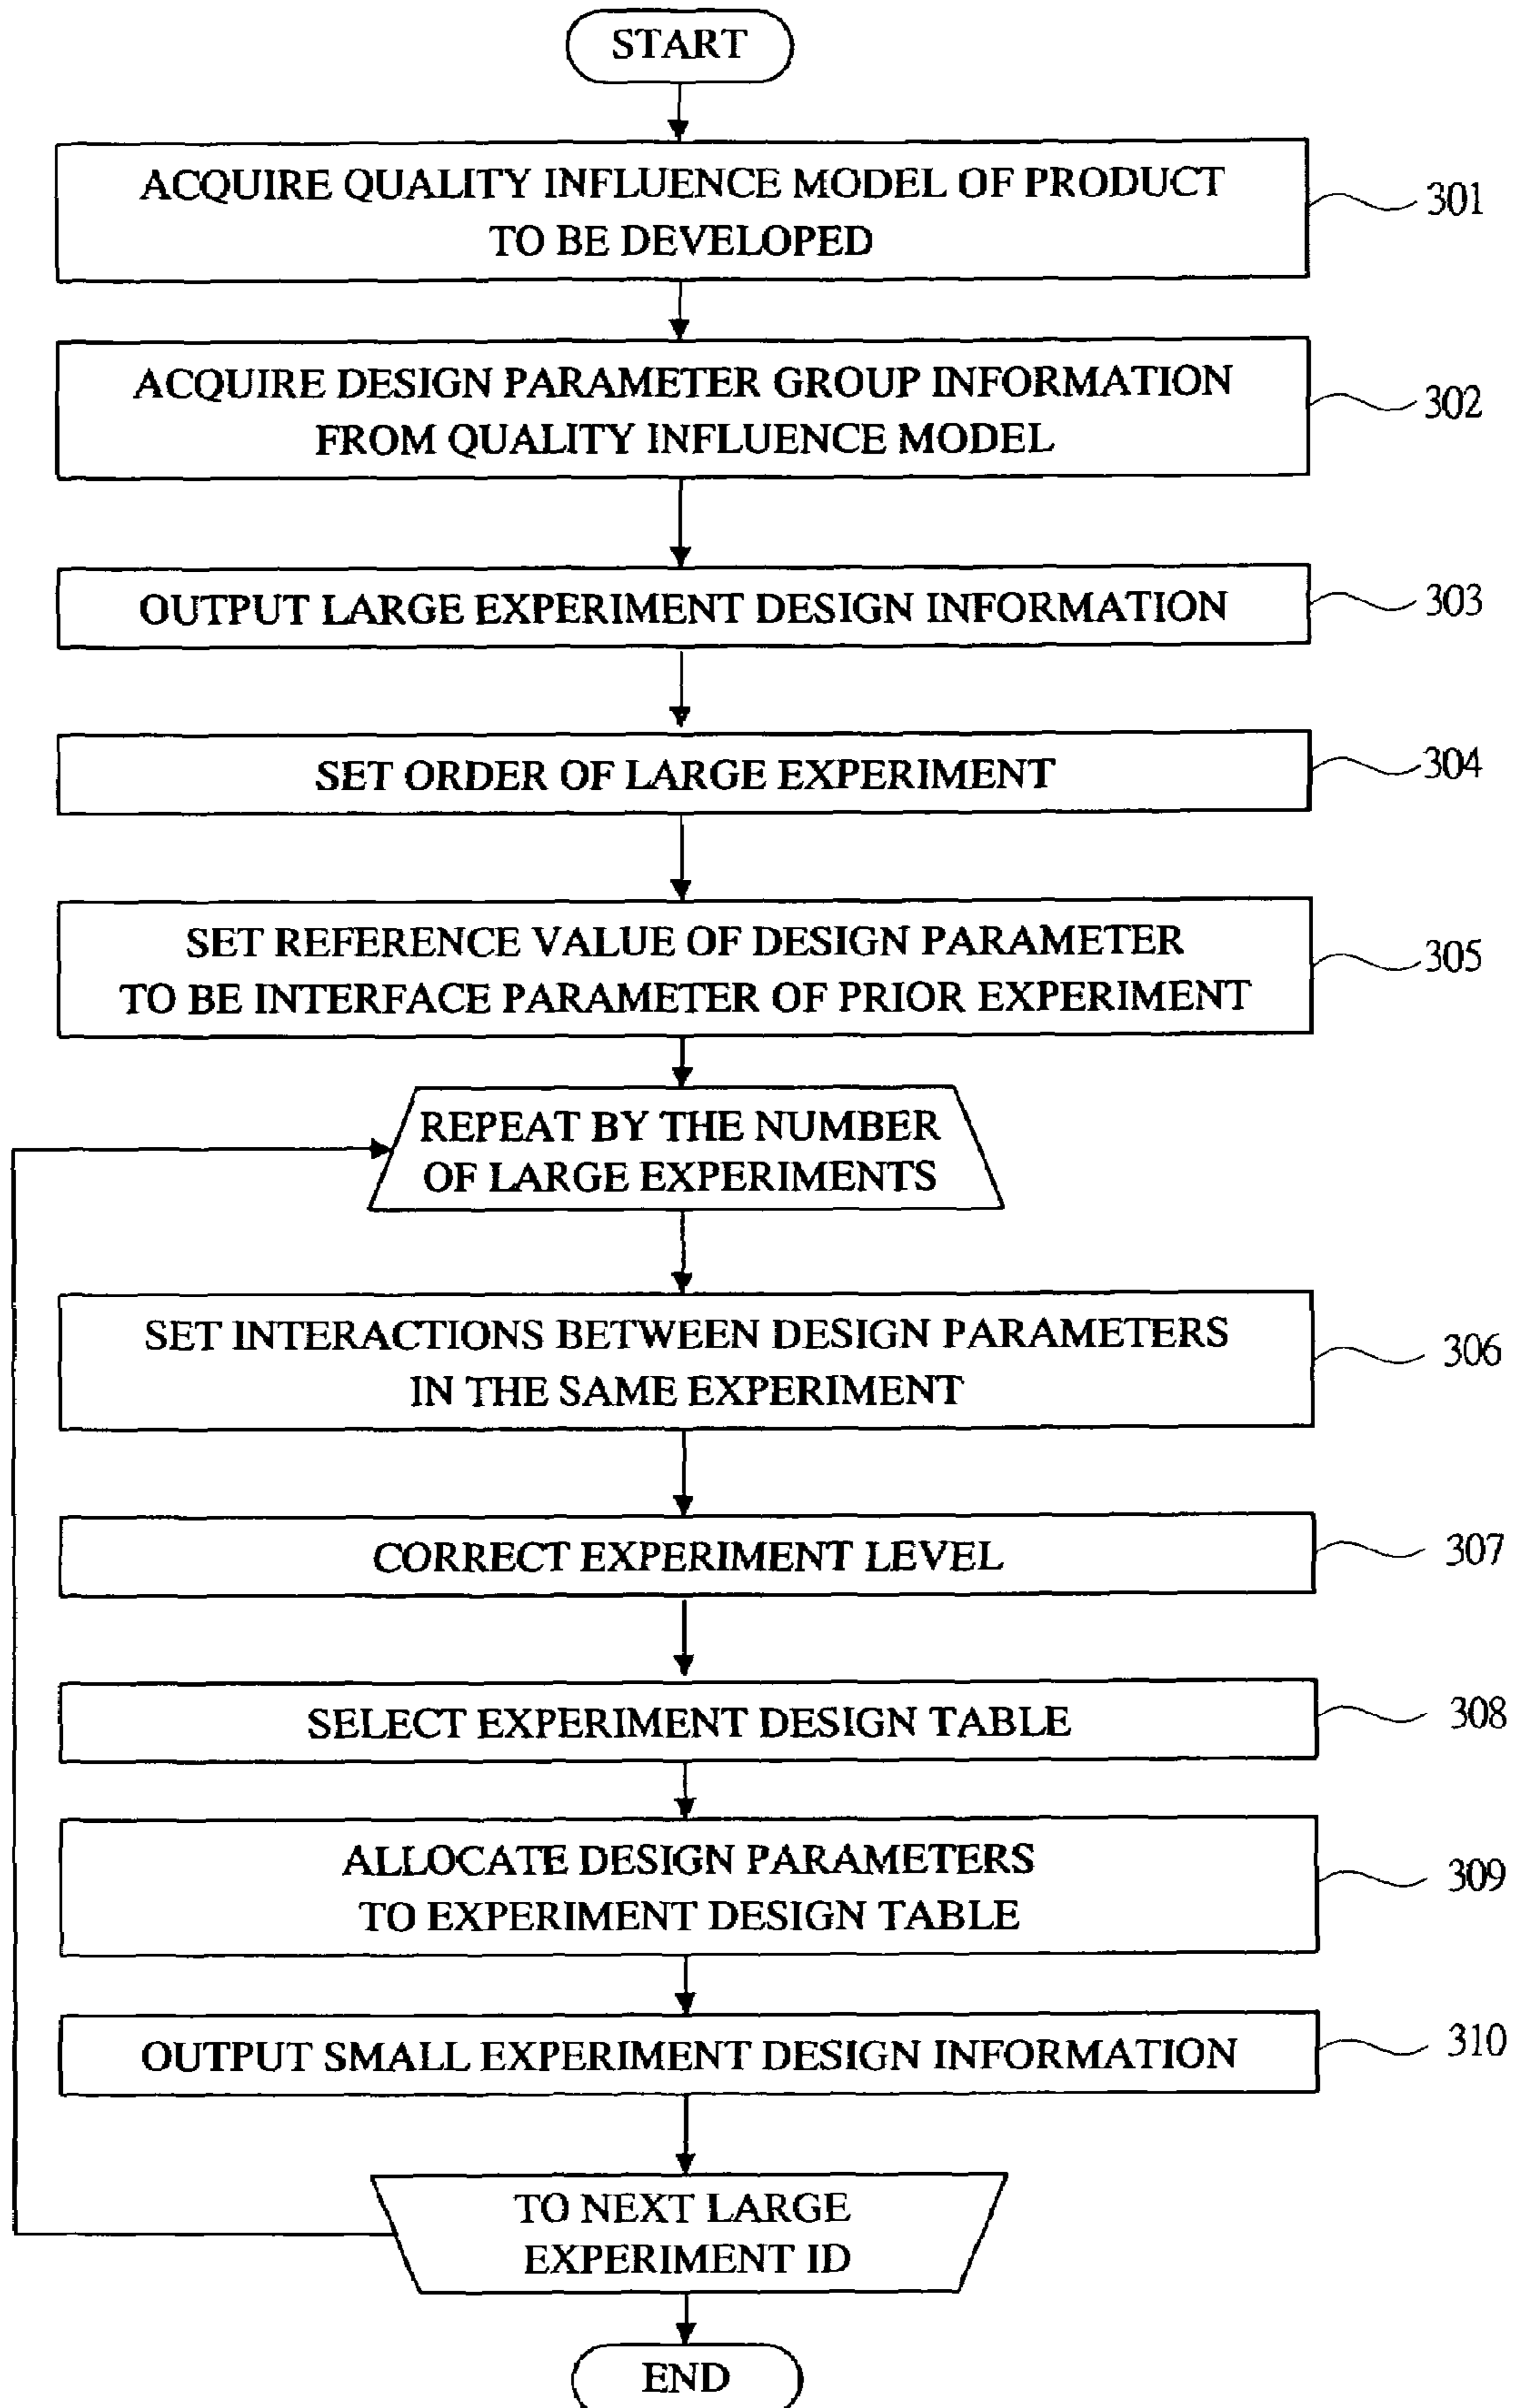 START
ACQUIRE QUALITY INFLUENCE MODEL OF PRODUCT
TO BE DEVELOPED
301
ACQUIRE DESIGN PARAMETER GROUP INFORMATION
FROM QUALITY INFLUENCE MODEL
302
OUTPUT LARGE EXPERIMENT DESIGN INFORMATION
303
SET ORDER OF LARGE EXPERIMENT
304
SET REFERENCE VALUE OF DESIGN PARAMETER
TO BE INTERFACE PARAMETER OF PRIOR EXPERIMENT
305
REPEAT BY THE NUMBER
OF LARGE EXPERIMENTS
SET INTERACTIONS BETWEEN DESIGN PARAMETERS
IN THE SAME EXPERIMENT
306
CORRECT EXPERIMENT LEVEL
307
SELECT EXPERIMENT DESIGN TABLE
308
ALLOCATE DESIGN PARAMETERS
TO EXPERIMENT DESIGN TABLE
309
OUTPUT SMALL EXPERIMENT DESIGN INFORMATION
310
TO NEXT LARGE
EXPERIMENT ID
END